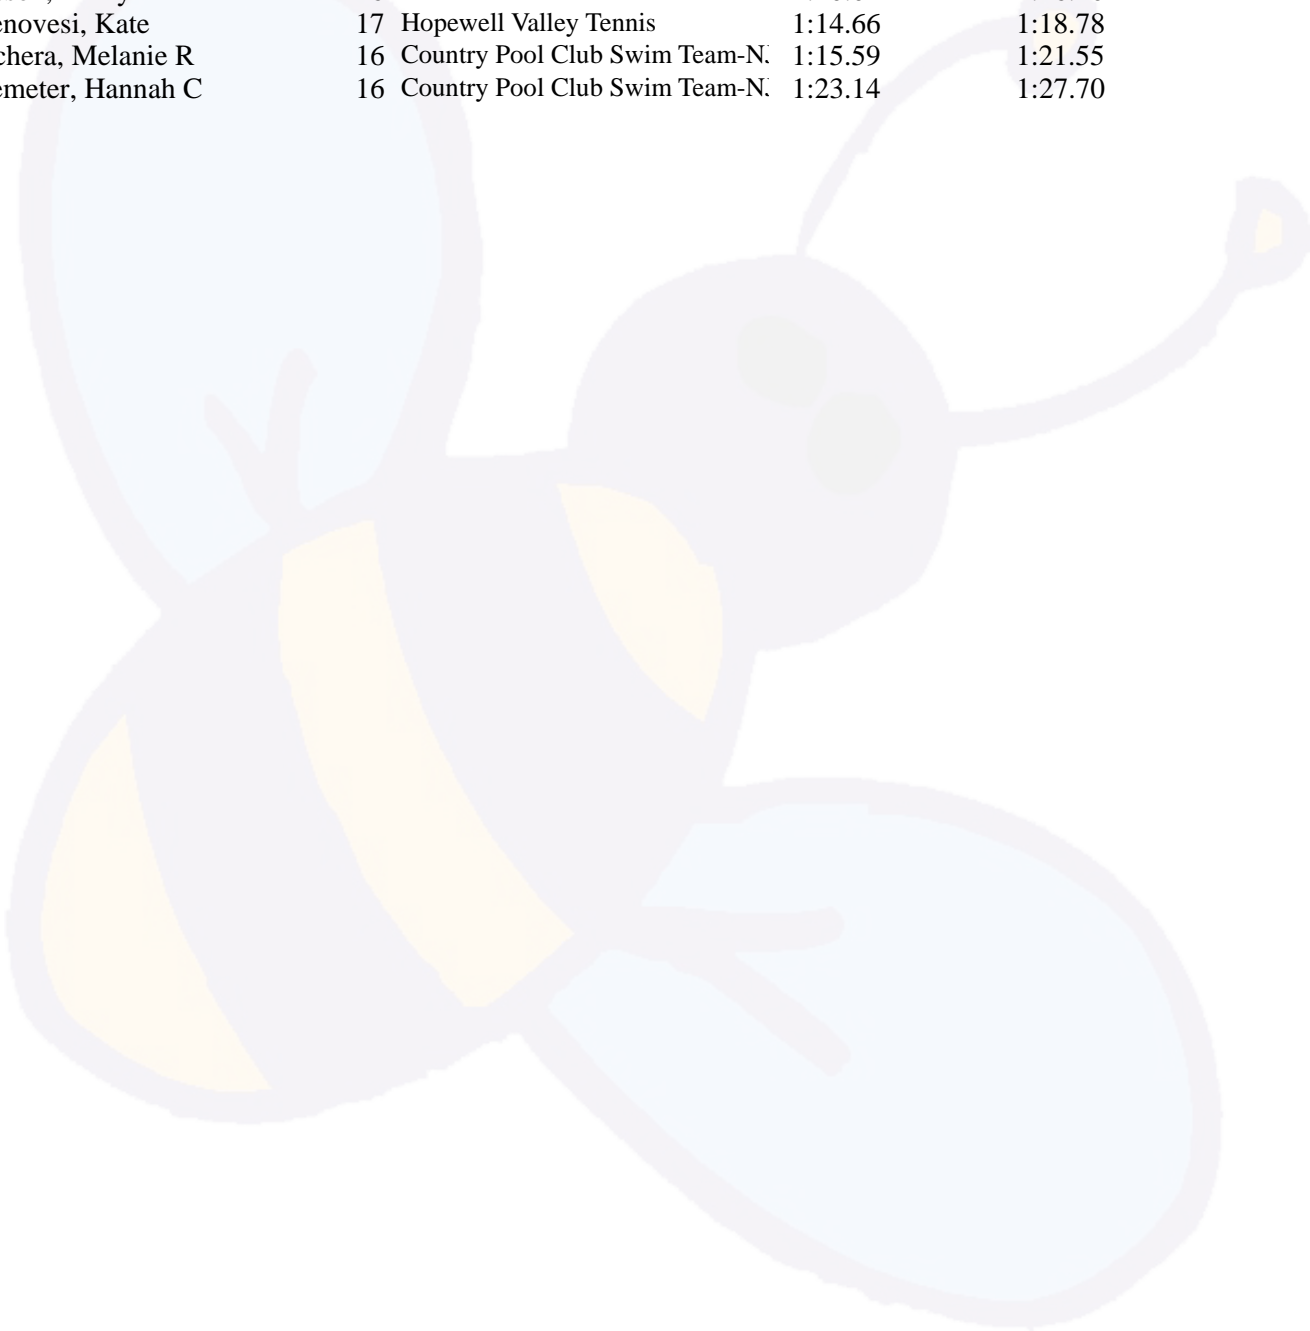 enovesi, Kate 17 Hopewell Valley Tennis 1:14.66 1:18.78
chera, Melanie R 16 Country Pool Club Swim Team-NJ 1:15.59 1:21.55
emeter, Hannah C 16 Country Pool Club Swim Team-NJ 1:23.14 1:27.70